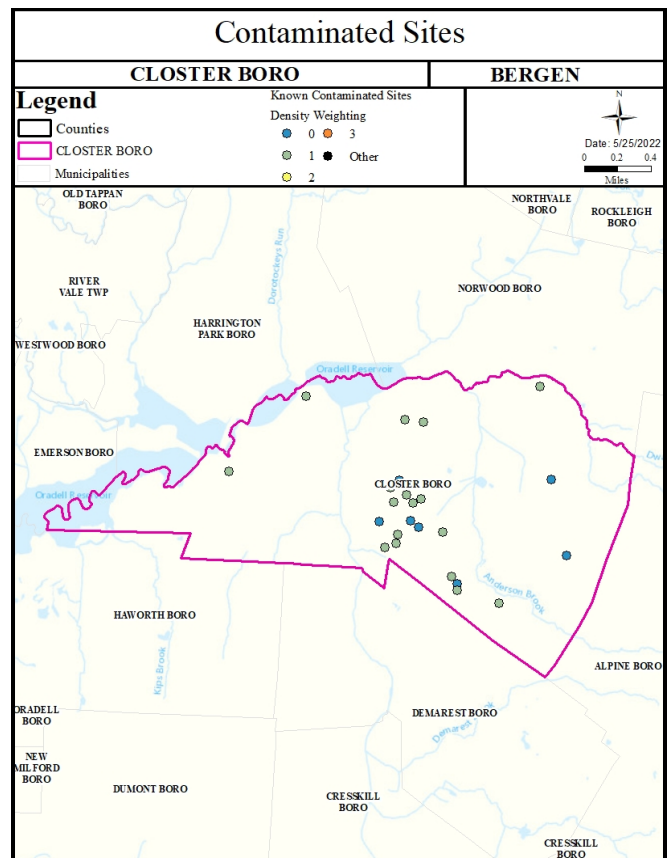 Contaminated Sites
CLOSTER BORO
BERGEN
Legend
Counties
CLOSTER BORO
Municipalities
Known Contaminated Sites
Density Weighting
0 3
1 Other
2
N
Date: 5/25/2022
0 0.2 0.4
Miles
OLD TAPPAN
BORO
NORTHVALE
BORO
ROCKLEIGH
BORO
Dorotockeys Run
RIVER
VALE TWP
NORWOOD BORO
HARRINGTON
PARK BORO
WESTWOOD BORO
Oradell Reservoir
EMERSON BORO
CLOSTER BORO
Oradell Reservoir
Anderson Brook
HAWORTH BORO
Kips Brook
ALPINE BORO
ORADELL
BORO
DEMAREST BORO
Demarest
NEW
MILFORD
BORO
DUMONT BORO
CRESSKILL
BORO
CRESSKILL
BORO